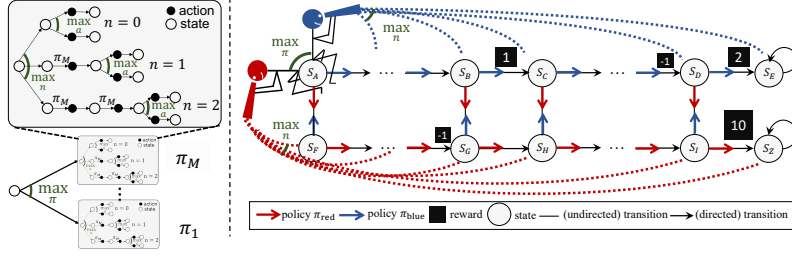 action
state
n = 0
max
a
max
n
π_M
n = 1
max
a
π_M
π_M
n = 2
max
a
action
state
max
π
π_M
π_1
max
π
max
n
S_A
...
S_B
1
S_C
...
-1
S_D
2
S_E
max
n
S_F
...
-1
S_G
S_H
...
S_I
10
S_Z
policy π_red
policy π_blue
reward
state
(undirected) transition
(directed) transition